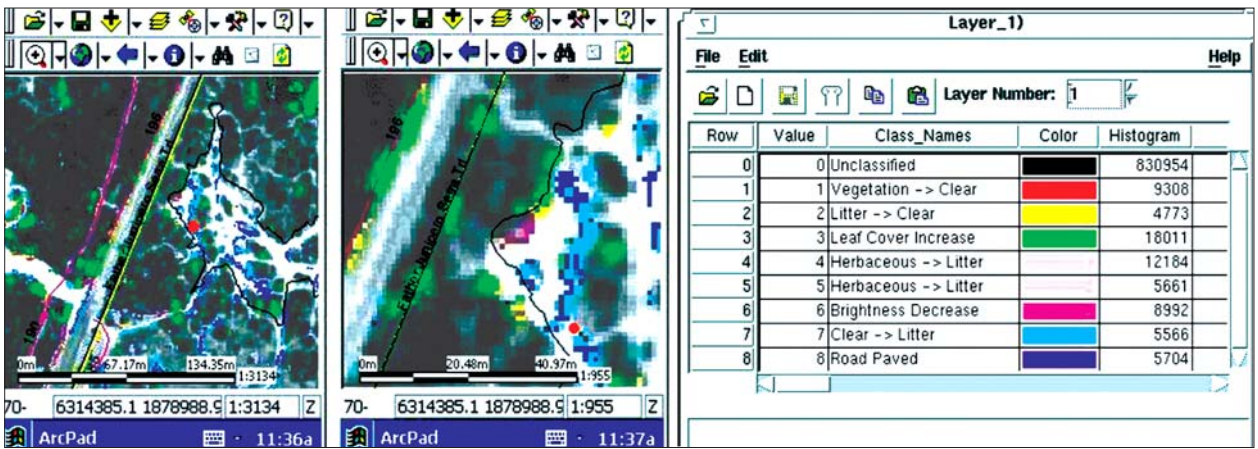 196
190
0m 67.17m 134.35m 1:3134
70- 6314385.1 1878988.9 1:3134 Z
ArcPad 11:36a
196
0m 20.48m 40.97m 1:955
70- 6314385.1 1878988.9 1:955 Z
ArcPad 11:37a
Layer_1)
File Edit Help
Layer Number: 1
Row Value Class_Names Color Histogram
0 0 Unclassified 830954
1 1 Vegetation -> Clear 9308
2 2 Litter -> Clear 4773
3 3 Leaf Cover Increase 18011
4 4 Herbaceous -> Litter 12184
5 5 Herbaceous -> Litter 5661
6 6 Brightness Decrease 8992
7 7 Clear -> Litter 5566
8 8 Road Paved 5704